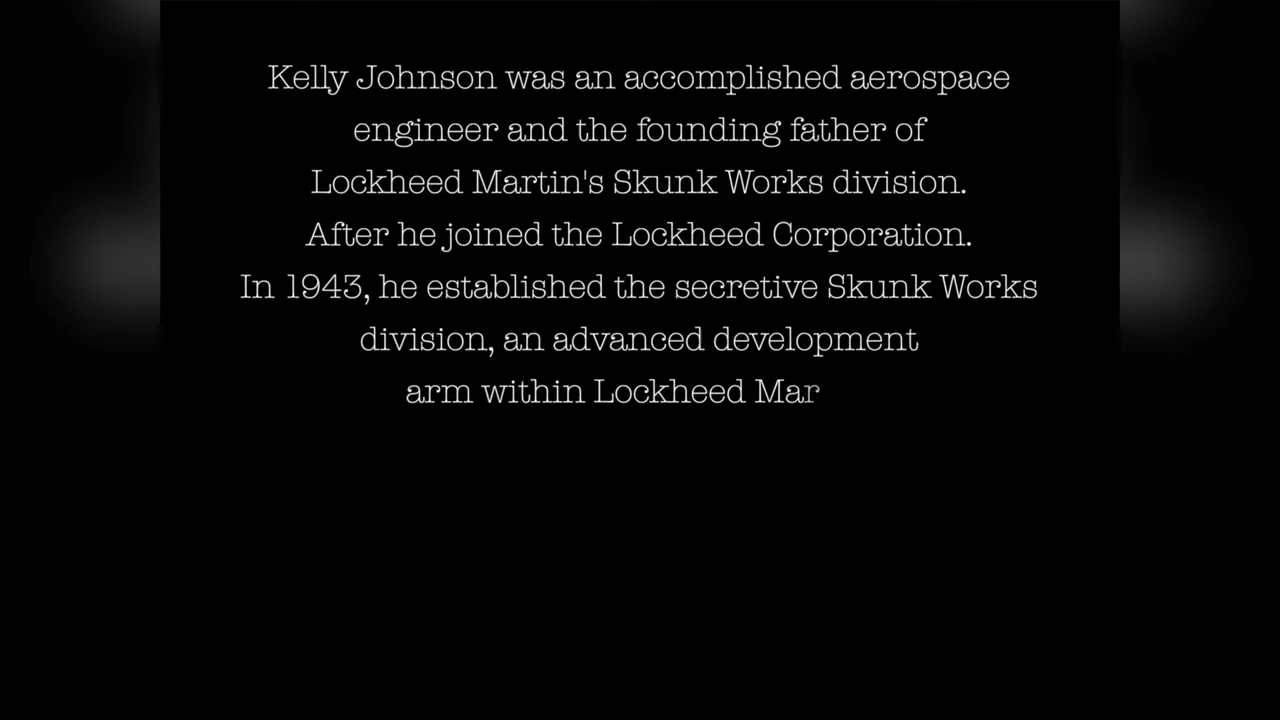 Kelly Johnson was an accomplished aerospace
engineer and the founding father of
Lockheed Martin's Skunk Works division.
After he joined the Lockheed Corporation.
In 1943, he established the secretive Skunk Works
division, an advanced development
arm within Lockheed Mar